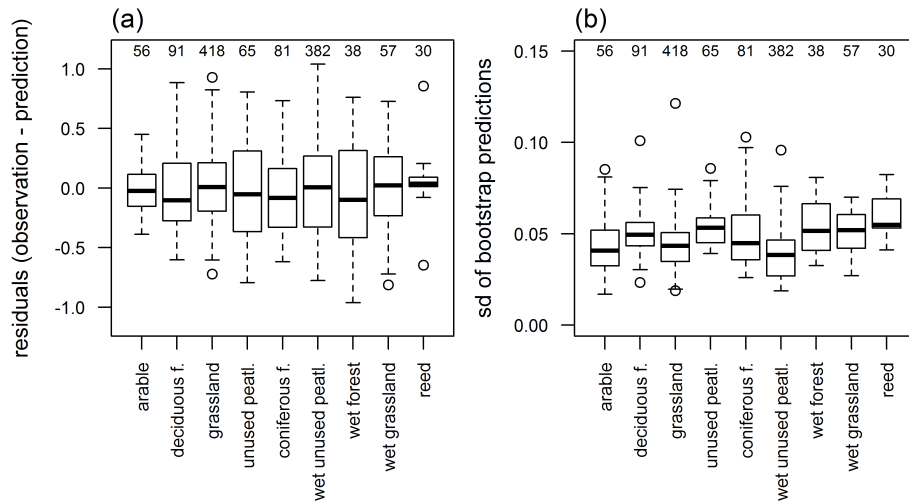 (a)
residuals (observation - prediction)
1.0
0.5
0.0
-0.5
-1.0
56 91 418 65 81 382 38 57 30
arable
deciduous f.
grassland
unused peatl.
coniferous f.
wet unused peatl.
wet forest
wet grassland
reed
(b)
sd of bootstrap predictions
0.15
0.10
0.05
0.00
56 91 418 65 81 382 38 57 30
arable
deciduous f.
grassland
unused peatl.
coniferous f.
wet unused peatl.
wet forest
wet grassland
reed